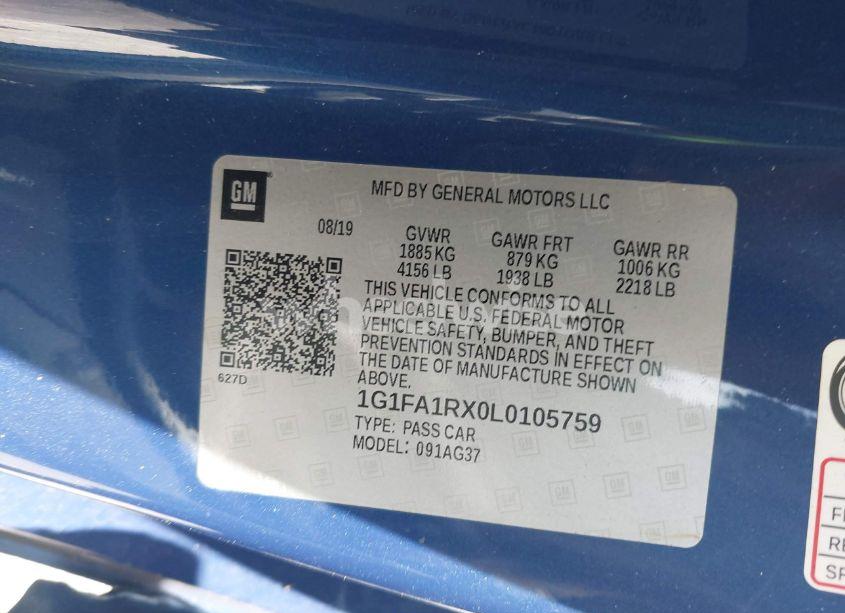 GM
MFD BY GENERAL MOTORS LLC
08/19
GVWR GAWR FRT GAWR RR
1885 KG 879 KG 1006 KG
4156 LB 1938 LB 2218 LB
THIS VEHICLE CONFORMS TO ALL
APPLICABLE U.S. FEDERAL MOTOR
VEHICLE SAFETY, BUMPER, AND THEFT
PREVENTION STANDARDS IN EFFECT ON
THE DATE OF MANUFACTURE SHOWN
ABOVE.
627D
1G1FA1RX0L0105759
TYPE: PASS CAR
MODEL: 091AG37